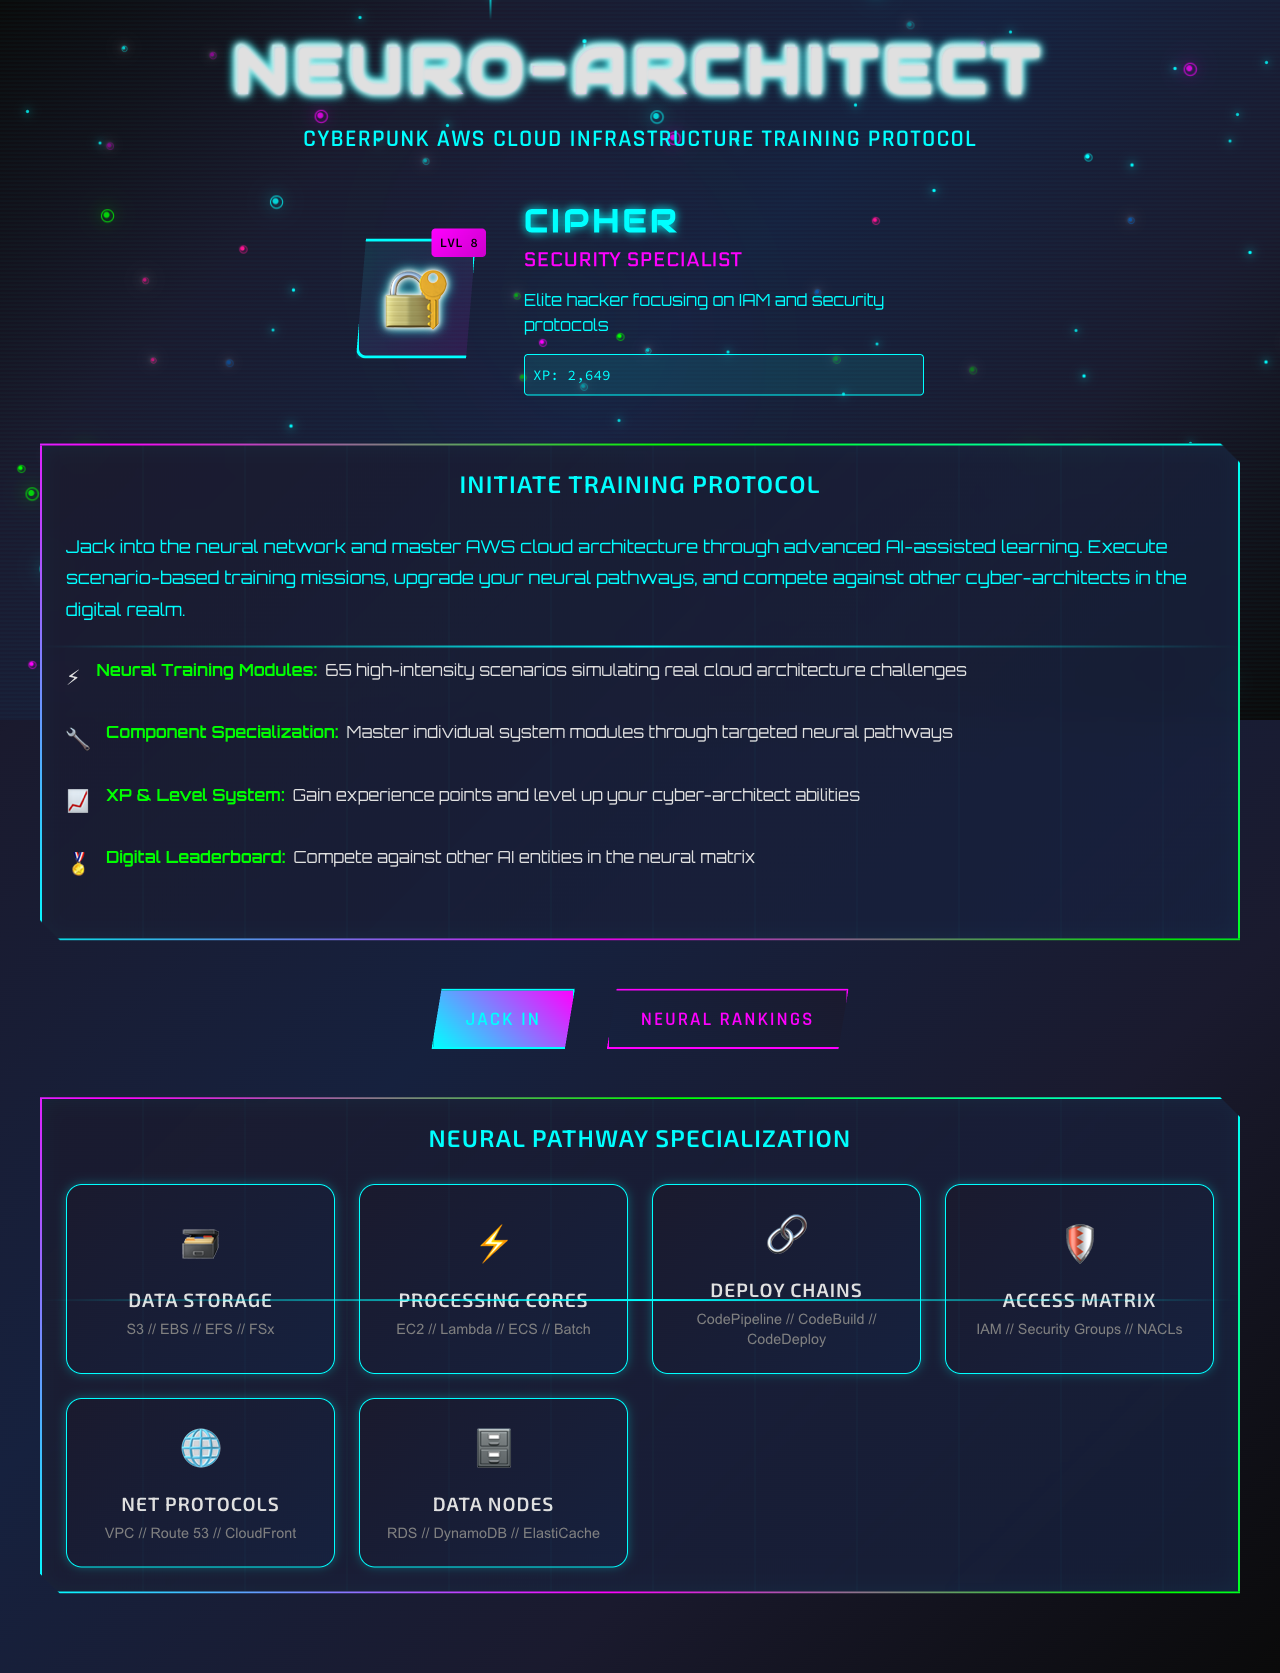 NEURO-ARCHITECT
CYBERPUNK AWS CLOUD INFRASTRUCTURE TRAINING PROTOCOL
LVL 8
CIPHER
SECURITY SPECIALIST
Elite hacker focusing on IAM and security
protocols
XP: 2,649
INITIATE TRAINING PROTOCOL
Jack into the neural network and master AWS cloud architecture through advanced AI-assisted learning. Execute
scenario-based training missions, upgrade your neural pathways, and compete against other cyber-architects in the
digital realm.
Neural Training Modules: 65 high-intensity scenarios simulating real cloud architecture challenges
Component Specialization: Master individual system modules through targeted neural pathways
XP & Level System: Gain experience points and level up your cyber-architect abilities
Digital Leaderboard: Compete against other AI entities in the neural matrix
JACK IN
NEURAL RANKINGS
NEURAL PATHWAY SPECIALIZATION
DATA STORAGE
S3 // EBS // EFS // FSx
PROCESSING CORES
EC2 // Lambda // ECS // Batch
DEPLOY CHAINS
CodePipeline // CodeBuild //
CodeDeploy
ACCESS MATRIX
IAM // Security Groups // NACLs
NET PROTOCOLS
VPC // Route 53 // CloudFront
DATA NODES
RDS // DynamoDB // ElastiCache